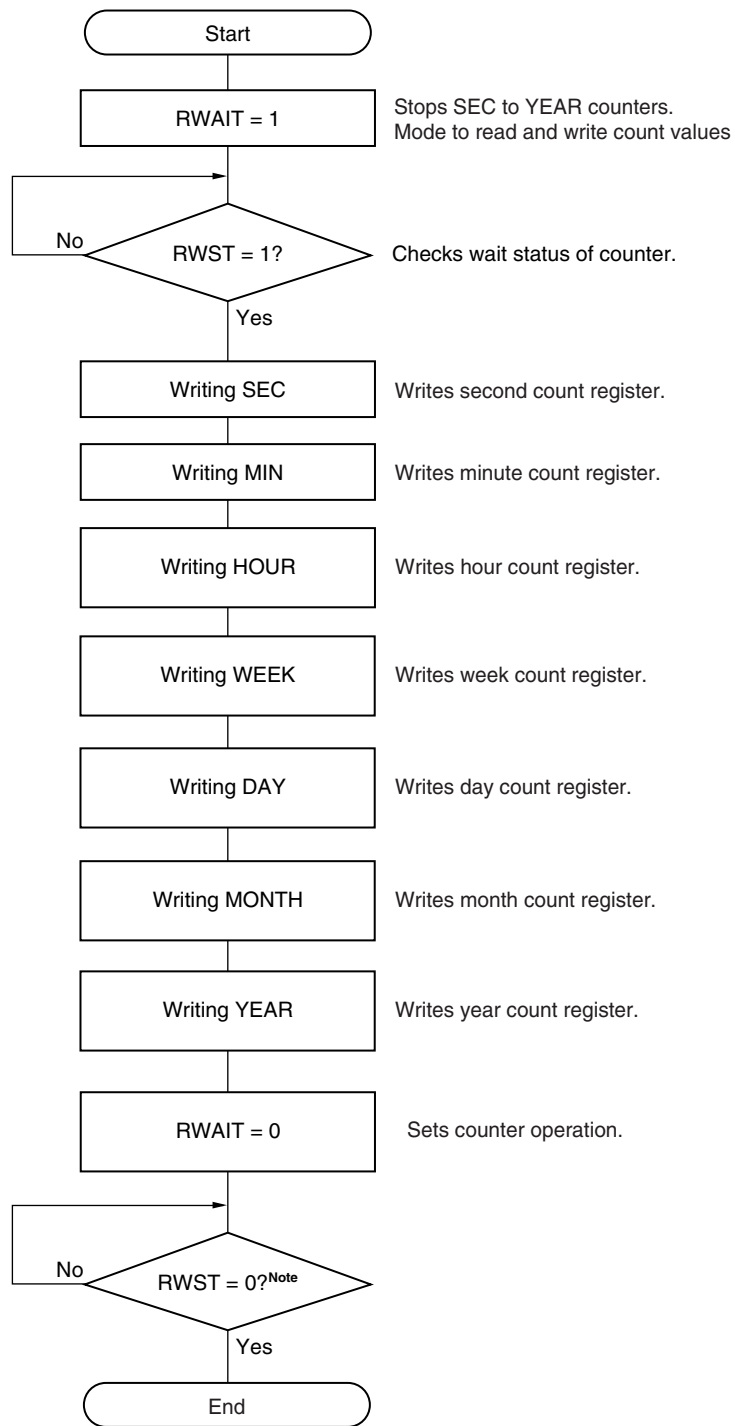 Start
RWAIT = 1
Stops SEC to YEAR counters.
Mode to read and write count values
No
RWST = 1?
Checks wait status of counter.
Yes
Writing SEC
Writes second count register.
Writing MIN
Writes minute count register.
Writing HOUR
Writes hour count register.
Writing WEEK
Writes week count register.
Writing DAY
Writes day count register.
Writing MONTH
Writes month count register.
Writing YEAR
Writes year count register.
RWAIT = 0
Sets counter operation.
No
RWST = 0?Note
Yes
End